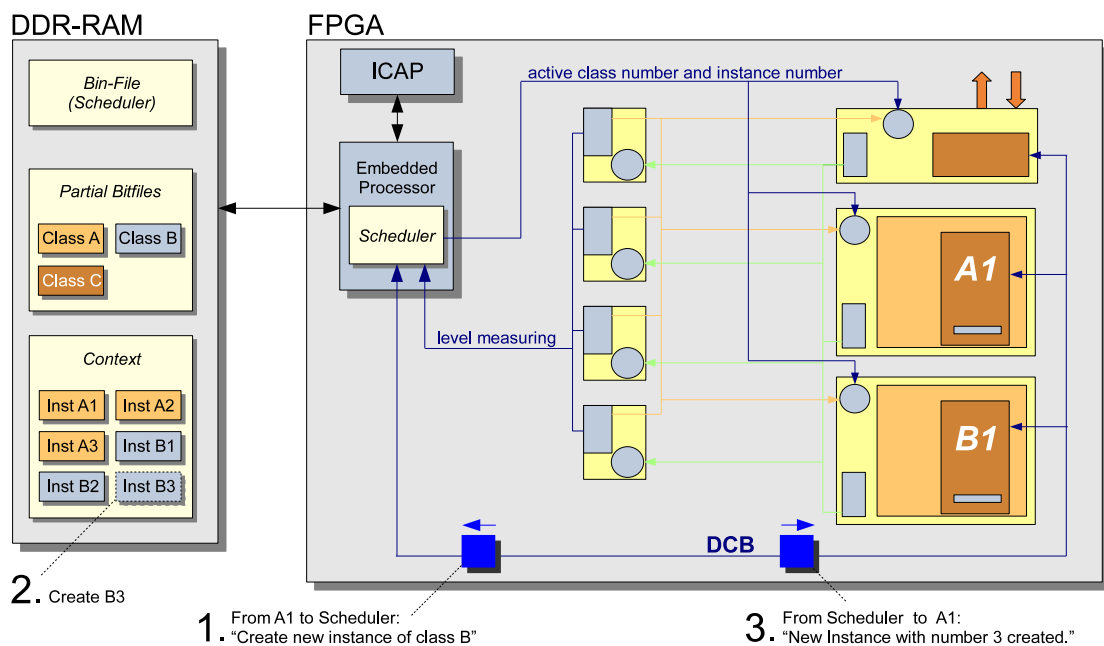 DDR-RAM
FPGA
Bin-File
(Scheduler)
Partial Bitfiles
Class A
Class B
Class C
Context
Inst A1
Inst A2
Inst A3
Inst B1
Inst B2
Inst B3
ICAP
Embedded
Processor
Scheduler
active class number and instance number
level measuring
A1
B1
DCB
2. Create B3
1. From A1 to Scheduler:
“Create new instance of class B”
3. From Scheduler to A1:
“New Instance with number 3 created.”